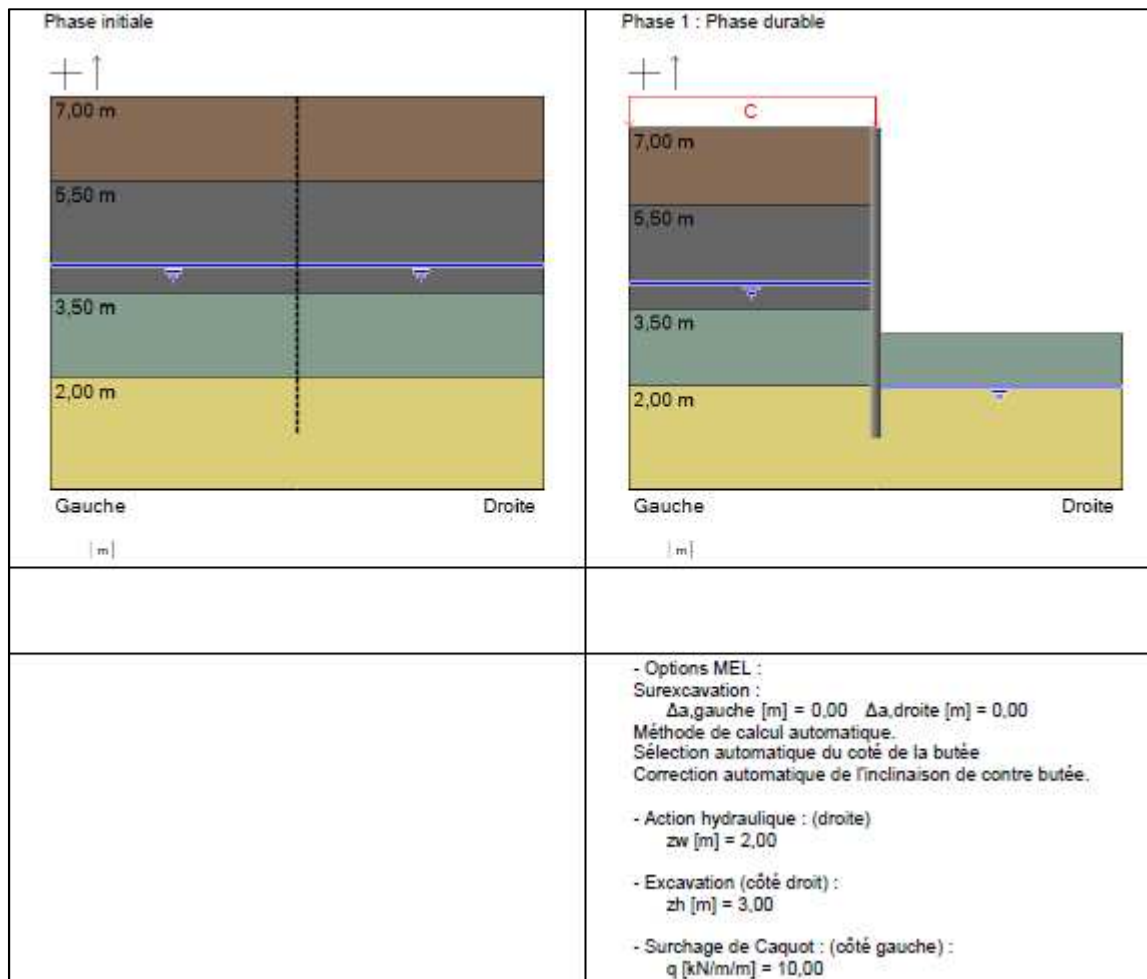 Phase initiale
7,00 m
5,50 m
3,50 m
2,00 m
Gauche Droite
m
Phase 1 : Phase durable
C
7,00 m
5,50 m
3,50 m
2,00 m
Gauche Droite
m
- Options MEL :
Surexcavation :
Δa,gauche [m] = 0,00 Δa,droite [m] = 0,00
Méthode de calcul automatique.
Sélection automatique du coté de la butée
Correction automatique de l'inclinaison de contre butée.
- Action hydraulique : (droite)
zw [m] = 2,00
- Excavation (côté droit) :
zh [m] = 3,00
- Surchage de Caquot : (côté gauche) :
q [kN/m/m] = 10,00